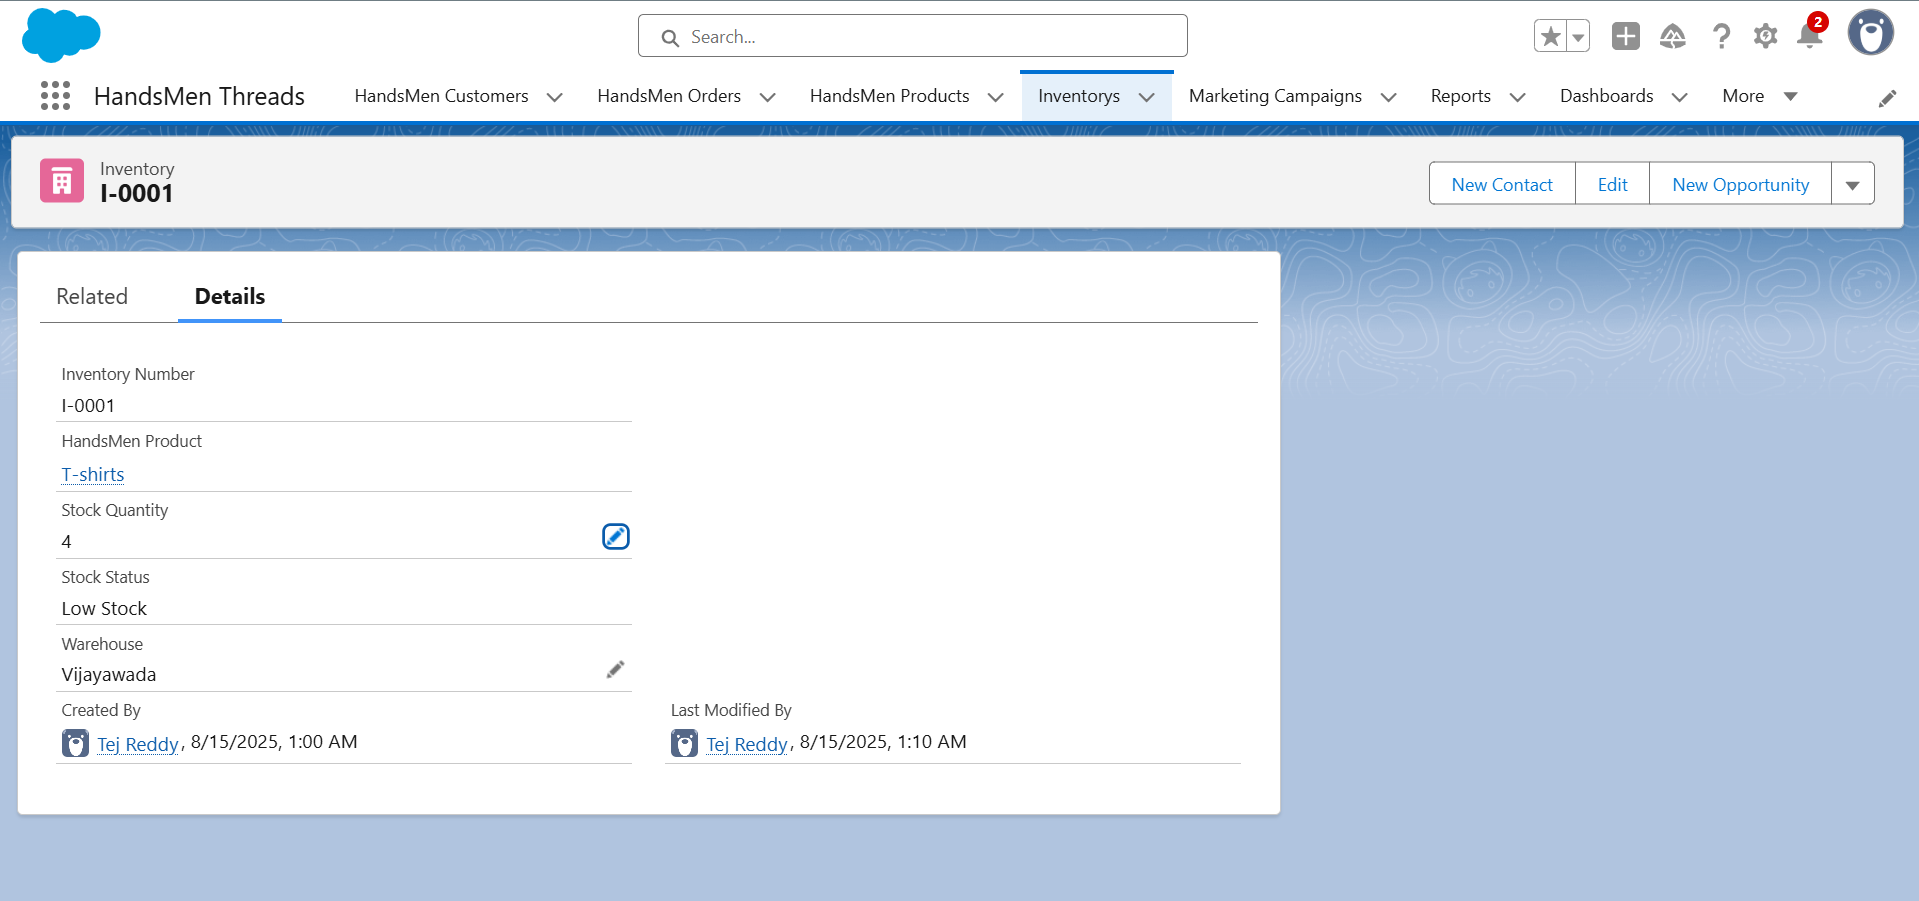 Search...
2
HandsMen Threads
HandsMen Customers
HandsMen Orders
HandsMen Products
Inventorys
Marketing Campaigns
Reports
Dashboards
More
Inventory
I-0001
New Contact
Edit
New Opportunity
Related
Details
Inventory Number
I-0001
HandsMen Product
T-shirts
Stock Quantity
4
Stock Status
Low Stock
Warehouse
Vijayawada
Created By
Tej Reddy, 8/15/2025, 1:00 AM
Last Modified By
Tej Reddy, 8/15/2025, 1:10 AM